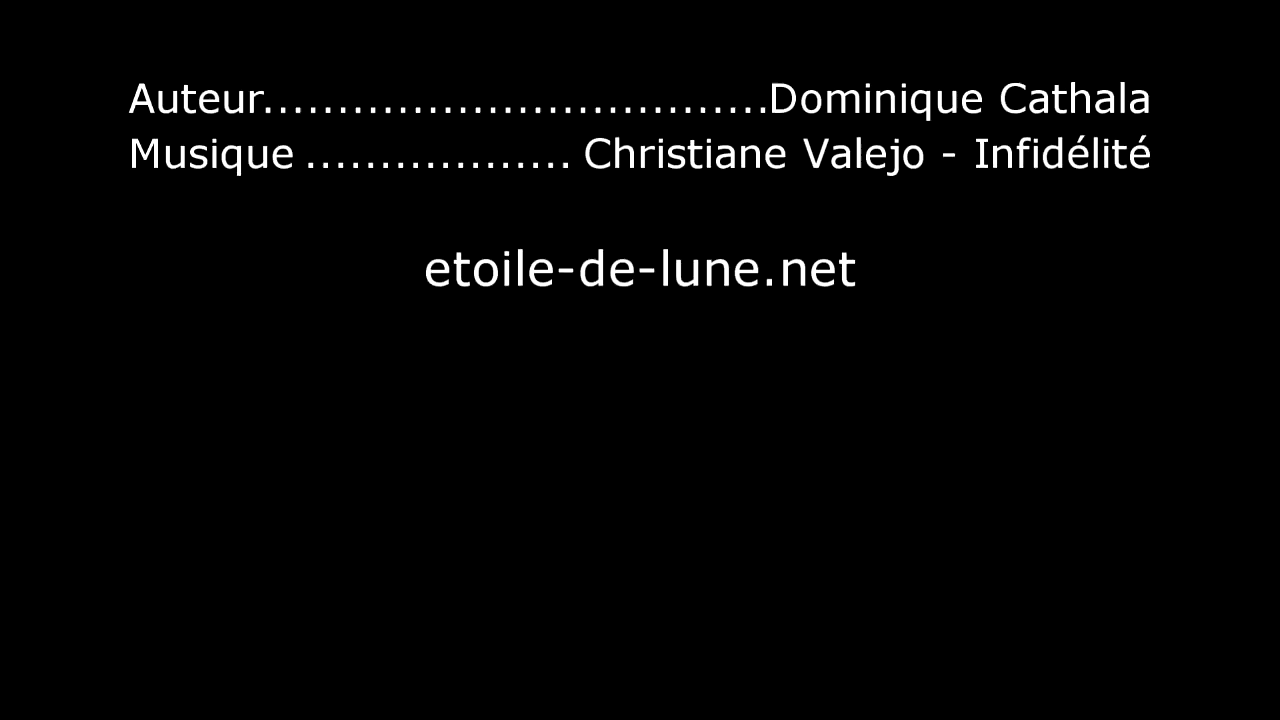 Auteur..................................Dominique Cathala
Musique .................. Christiane Valejo - Infidélité
etoile-de-lune.net